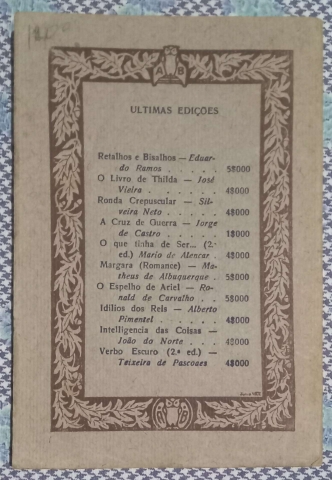 A B
ULTIMAS EDIÇÕES
Retalhos e Bisalhos — Eduar-
do Ramos . . . . . 5$000
O Livro de Thilda — José
Vieira . . . . . . 4$000
Ronda Crepuscular — Sil-
veira Neto . . . . . 4$000
A Cruz de Guerra — Jorge
de Castro . . . . . 1$000
O que tinha de Ser... (2.ª
ed.) Mario de Alencar . 4$000
Margara (Romance) — Ma-
theus de Albuquerque . 5$000
O Espelho de Ariel — Ro-
nald de Carvalho . . . 5$000
Idilios dos Reis — Alberto
Pimentel . . . . . 4$000
Intelligencia das Coisas —
João do Norte . . . . 4$000
Verbo Escuro (2.ª ed.) —
Teixeira de Pascoaes 4$000